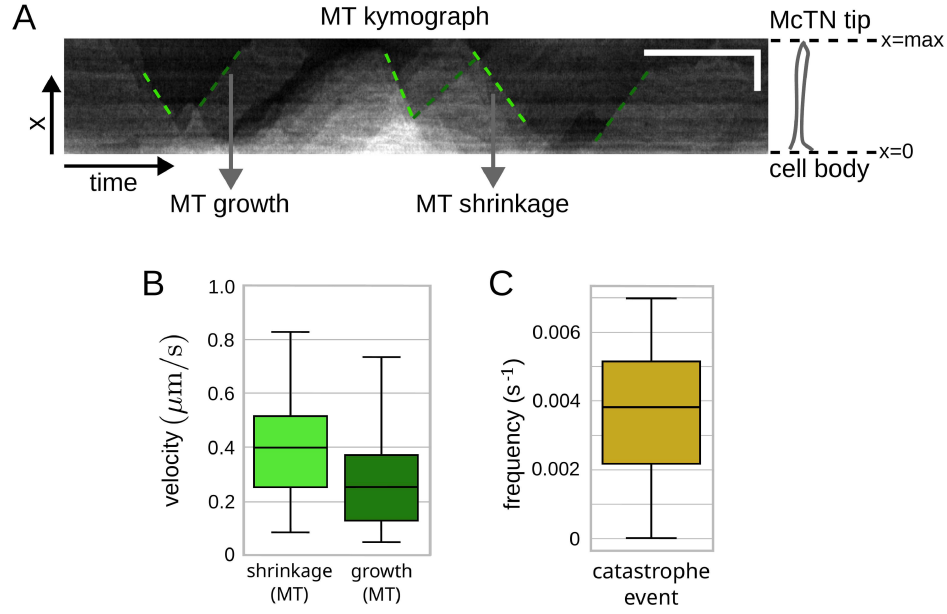 A
MT kymograph
McTN tip
x=max
x
x=0
time
cell body
MT growth
MT shrinkage
B
1.0
0.8
0.6
0.4
0.2
0
velocity (μm/s)
shrinkage
(MT)
growth
(MT)
C
0.006
0.004
0.002
0
frequency (s⁻¹)
catastrophe
event